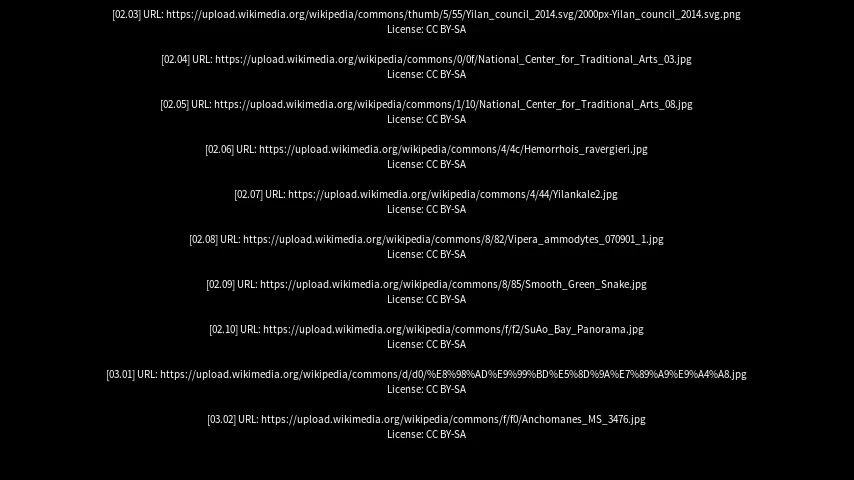 [02.03] URL: https://upload.wikimedia.org/wikipedia/commons/thumb/5/55/Yilan_council_2014.svg/2000px-Yilan_council_2014.svg.png
License: CC BY-SA
[02.04] URL: https://upload.wikimedia.org/wikipedia/commons/0/0f/National_Center_for_Traditional_Arts_03.jpg
License: CC BY-SA
[02.05] URL: https://upload.wikimedia.org/wikipedia/commons/1/10/National_Center_for_Traditional_Arts_08.jpg
License: CC BY-SA
[02.06] URL: https://upload.wikimedia.org/wikipedia/commons/4/4c/Hemorrhois_ravergieri.jpg
License: CC BY-SA
[02.07] URL: https://upload.wikimedia.org/wikipedia/commons/4/44/Yilankale2.jpg
License: CC BY-SA
[02.08] URL: https://upload.wikimedia.org/wikipedia/commons/8/82/Vipera_ammodytes_070901_1.jpg
License: CC BY-SA
[02.09] URL: https://upload.wikimedia.org/wikipedia/commons/8/85/Smooth_Green_Snake.jpg
License: CC BY-SA
[02.10] URL: https://upload.wikimedia.org/wikipedia/commons/f/f2/SuAo_Bay_Panorama.jpg
License: CC BY-SA
[03.01] URL: https://upload.wikimedia.org/wikipedia/commons/d/d0/%E8%98%AD%E9%99%BD%E5%8D%9A%E7%89%A9%E9%A4%A8.jpg
License: CC BY-SA
[03.02] URL: https://upload.wikimedia.org/wikipedia/commons/f/f0/Anchomanes_MS_3476.jpg
License: CC BY-SA